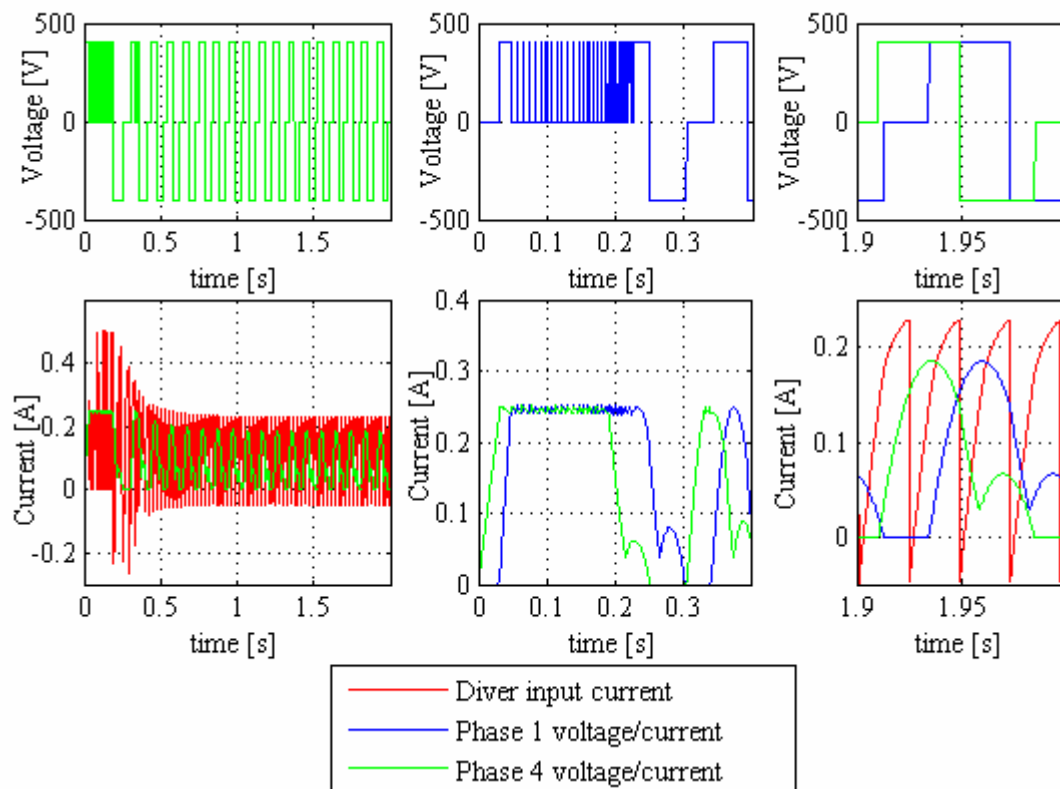 500
0
-500
Voltage [V]
0
0.5
1
1.5
time [s]
500
0
-500
Voltage [V]
0
0.1
0.2
0.3
time [s]
500
0
-500
Voltage [V]
1.9
1.95
time [s]
0.4
0.2
0
-0.2
Current [A]
0
0.5
1
1.5
time [s]
0.4
0.3
0.2
0.1
0
Current [A]
0
0.1
0.2
0.3
time [s]
0.2
0.1
0
Current [A]
1.9
1.95
time [s]
Diver input current
Phase 1 voltage/current
Phase 4 voltage/current